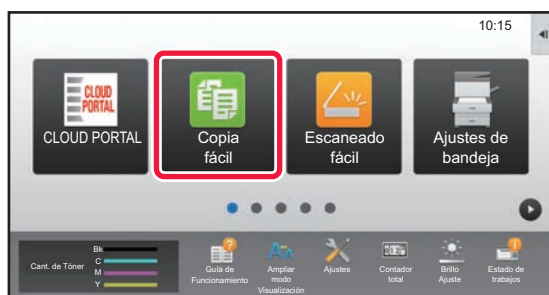 10:15
CLOUD
PORTAL
CLOUD PORTAL
Copia
fácil
Escaneado
fácil
Ajustes de
bandeja
Cant. de Tóner
Bk
C
M
Y
Guía de
Funcionamiento
Ampliar
modo
Visualización
Ajustes
Contador
total
Brillo
Ajuste
Estado de
trabajos